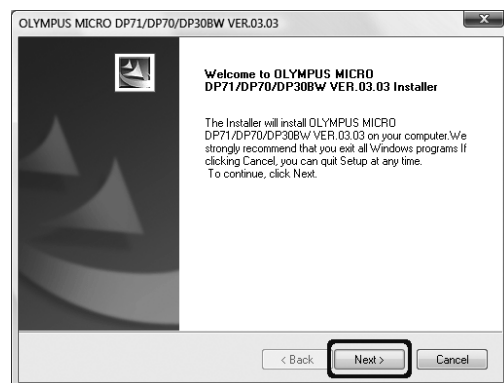 OLYMPUS MICRO DP71/DP70/DP30BW VER.03.03
X
Welcome to OLYMPUS MICRO
DP71/DP70/DP30BW VER.03.03 Installer
The Installer will install OLYMPUS MICRO
DP71/DP70/DP30BW VER.03.03 on your computer.We
strongly recommend that you exit all Windows programs If
clicking Cancel, you can quit Setup at any time.
To continue, click Next.
< Back
Next >
Cancel